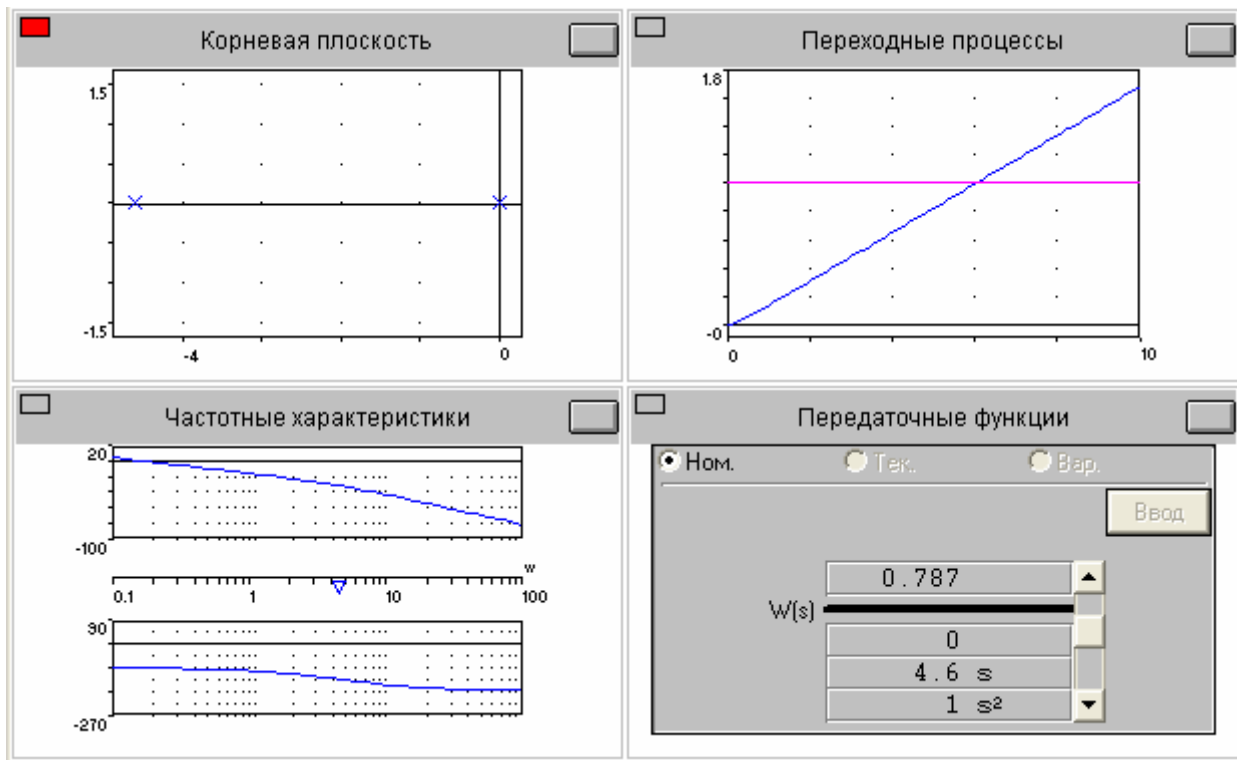 Корневая плоскость
1.5
-1.5
-4 0
Переходные процессы
1.8
-0
0 10
Частотные характеристики
20
-100
w
0.1 1 10 100
30
-270
Передаточные функции
Ном. Тек. Вар.
Ввод
0.787
W(s)
0
4.6 s
1 s²